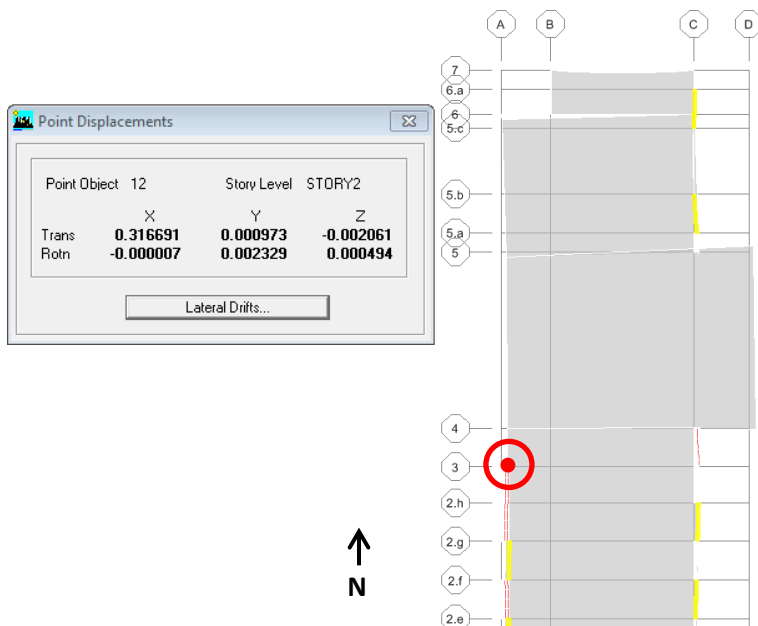 A B C D
7
6.a
6
5.c
Point Displacements
Point Object 12 Story Level STORY2
X Y Z
Trans 0.316691 0.000973 -0.002061
Rotn -0.000007 0.002329 0.000494
Lateral Drifts...
5.b
5.a
5
4
3
2.h
2.g
2.f
2.e
N